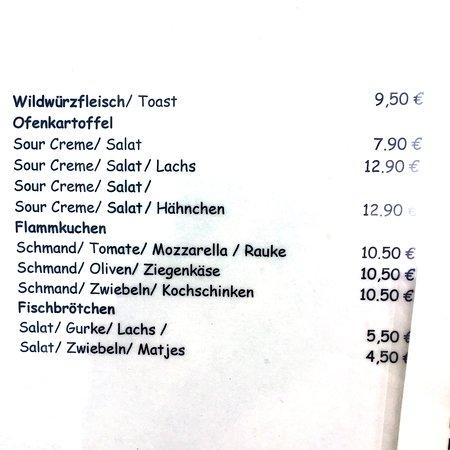 Wildwürzfleisch/ Toast 9,50 €
Ofenkartoffel
Sour Creme/ Salat 7.90 €
Sour Creme/ Salat/ Lachs 12.90 €
Sour Creme/ Salat/
Sour Creme/ Salat/ Hähnchen 12.90 €
Flammkuchen
Schmand/ Tomate/ Mozzarella / Rauke 10.50 €
Schmand/ Oliven/ Ziegenkäse 10,50 €
Schmand/ Zwiebeln/ Kochschinken 10.50 €
Fischbrötchen
Salat/ Gurke/ Lachs / 5,50 €
Salat/ Zwiebeln/ Matjes 4,50 €